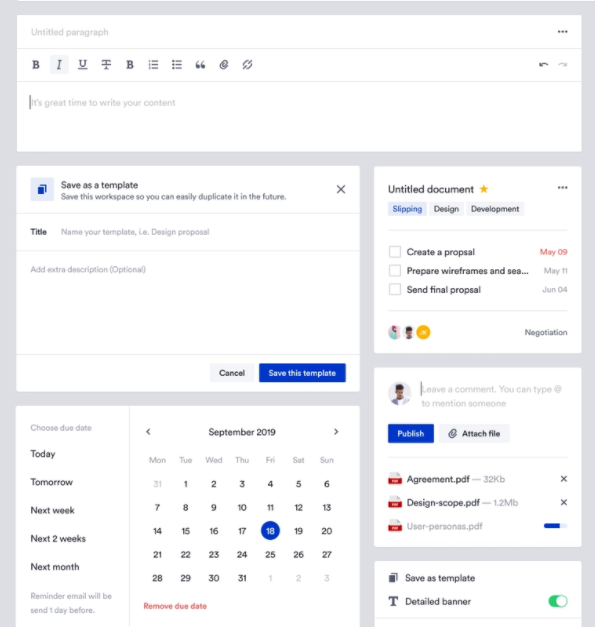 Untitled paragraph
B I U T B
It's great time to write your content
Save as a template
Save this workspace so you can easily duplicate it in the future.
Title Name your template, i.e. Design proposal
Add extra description (Optional)
Cancel Save this template
Untitled document
Slipping Design Development
Create a propsal May 09
Prepare wireframes and sea... May 11
Send final propsal Jun 04
Negotiation
Leave a comment. You can type @
to mention someone
Publish Attach file
Agreement.pdf — 32Kb
Design-scope.pdf — 1.2Mb
User-personas.pdf
Save as template
Detailed banner
Choose due date
Today
Tomorrow
Next week
Next 2 weeks
Next month
Reminder email will be
send 1 day before.
September 2019
Mon Tue Wed Thu Fri Sat Sun
31 1 2 3 4 5 6
7 8 9 10 11 12 13
14 15 16 17 18 19 20
21 22 23 24 25 26 27
28 29 30 31 1 2 3
Remove due date